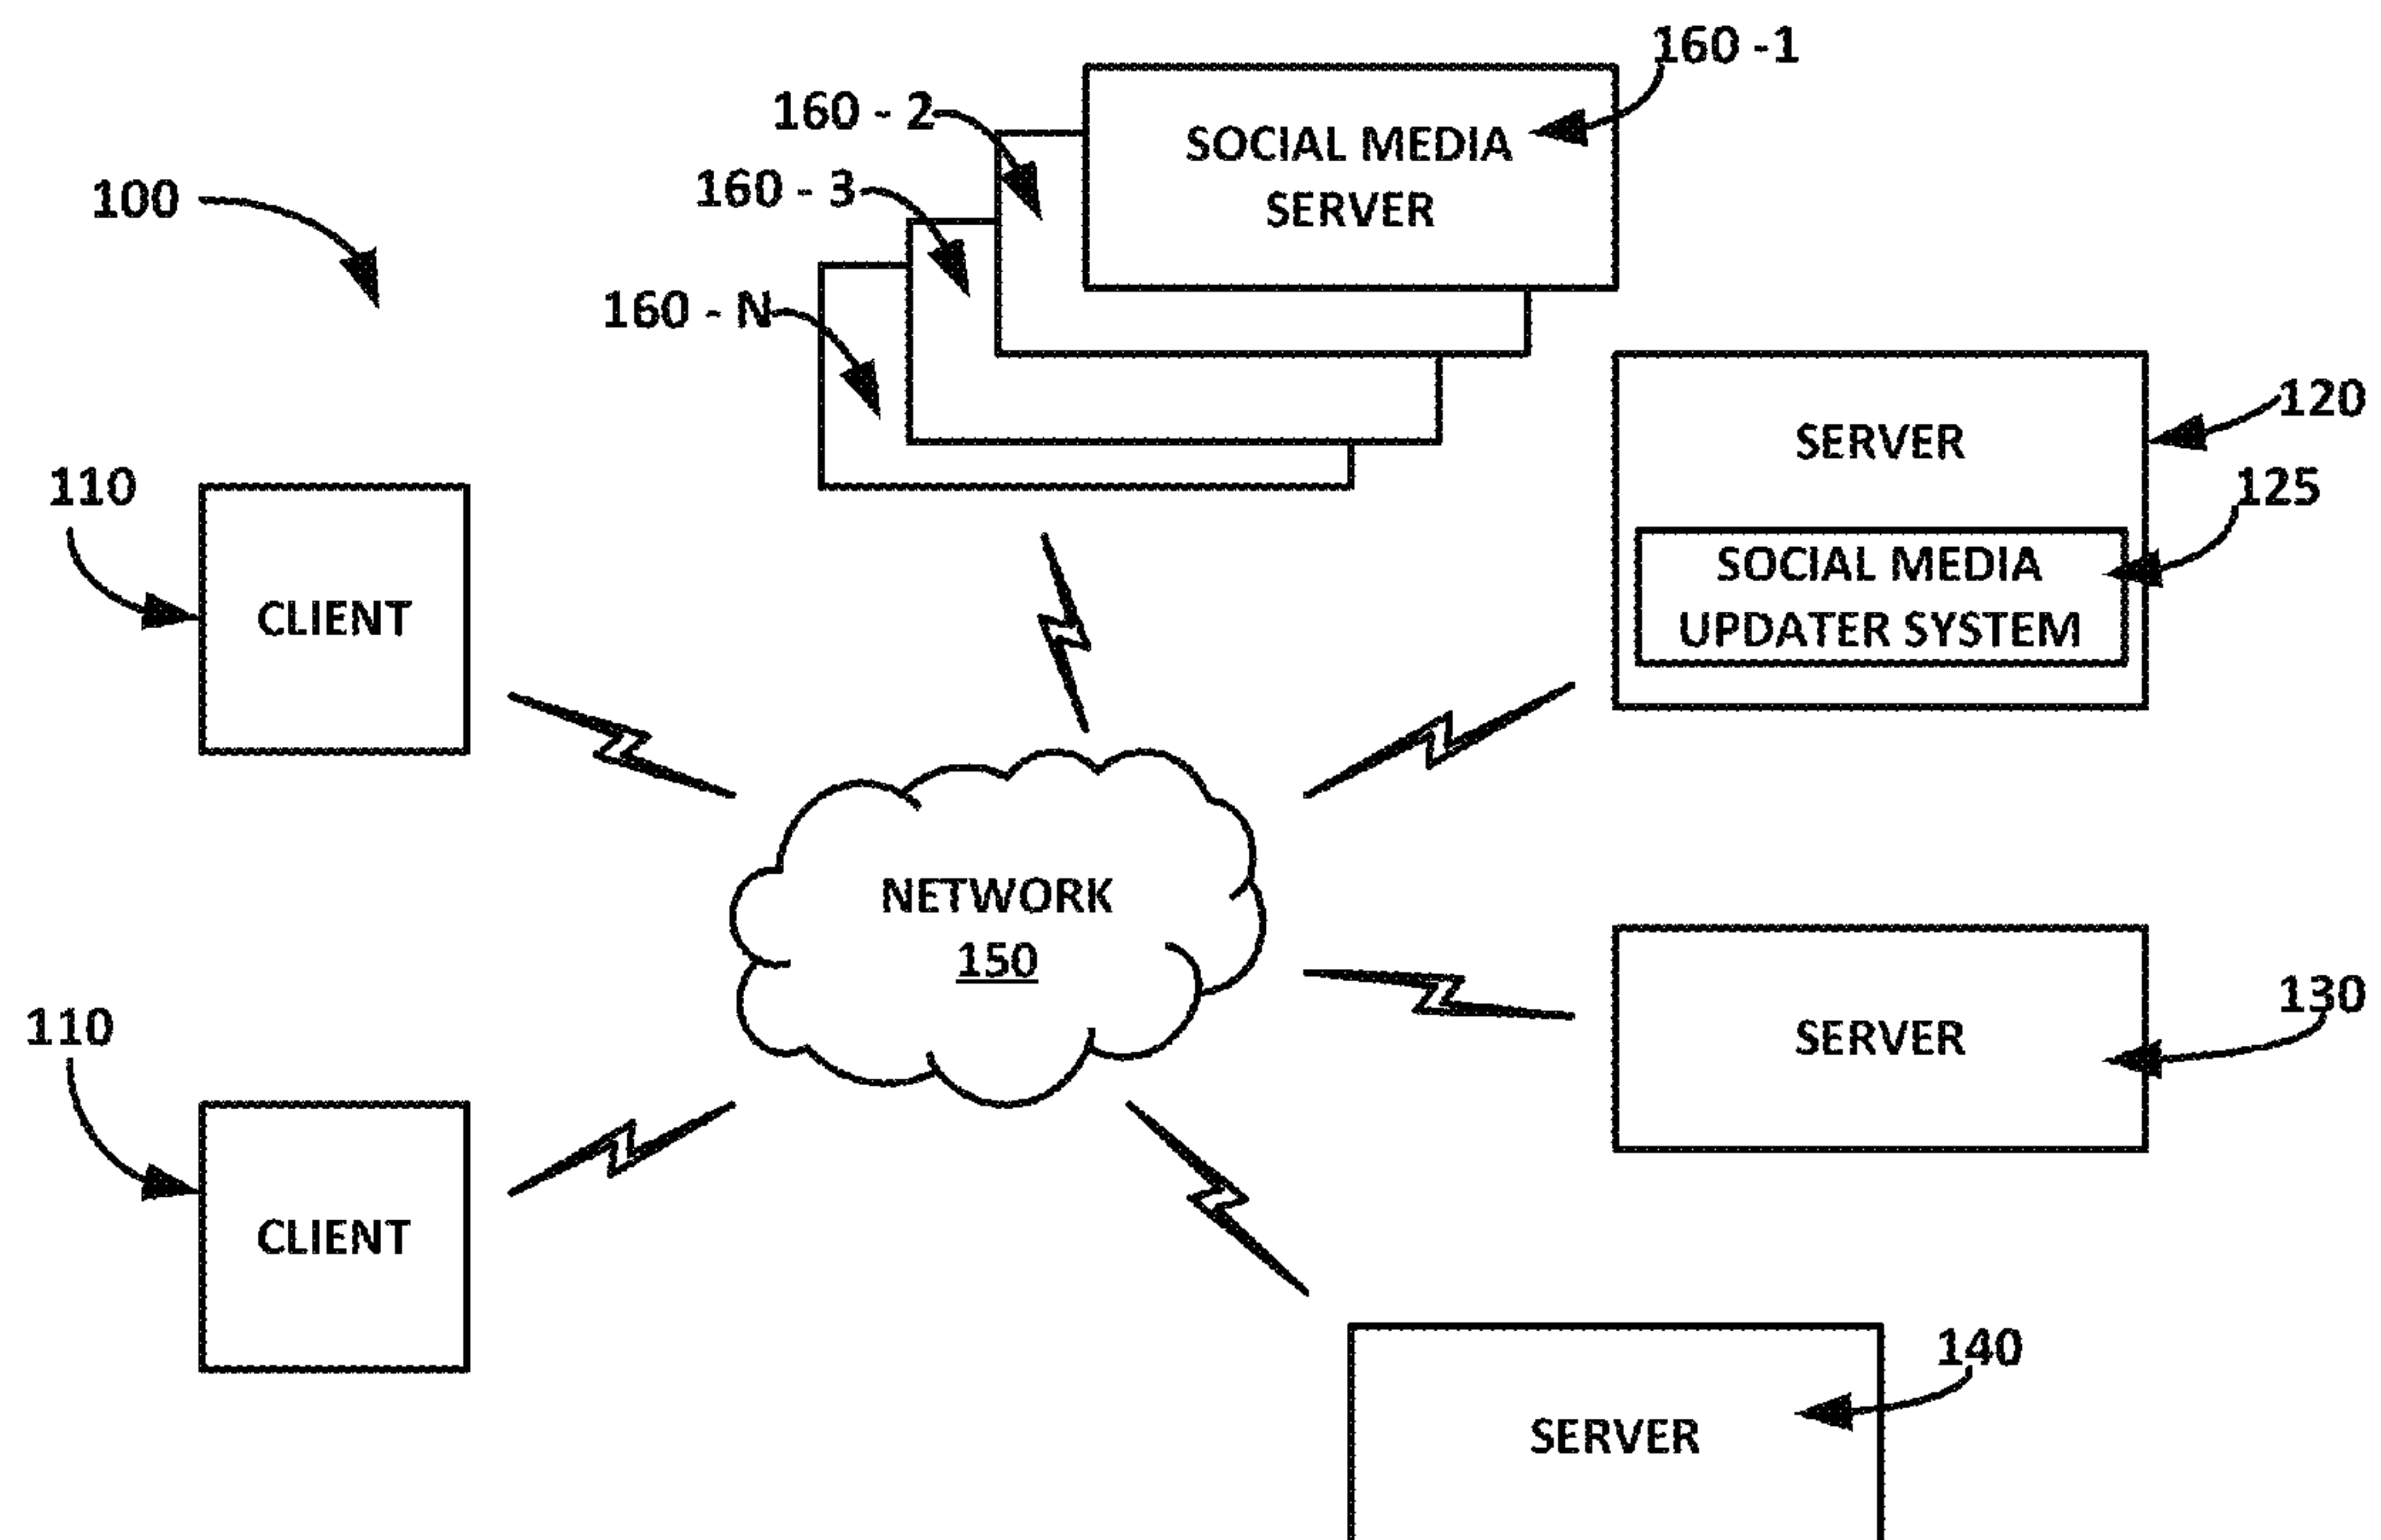 160 -1
160 - 2
SOCIAL MEDIA
SERVER
160 - 3
100
160 - N
120
SERVER
110
125
SOCIAL MEDIA
UPDATER SYSTEM
CLIENT
NETWORK
150
130
110
SERVER
CLIENT
140
SERVER